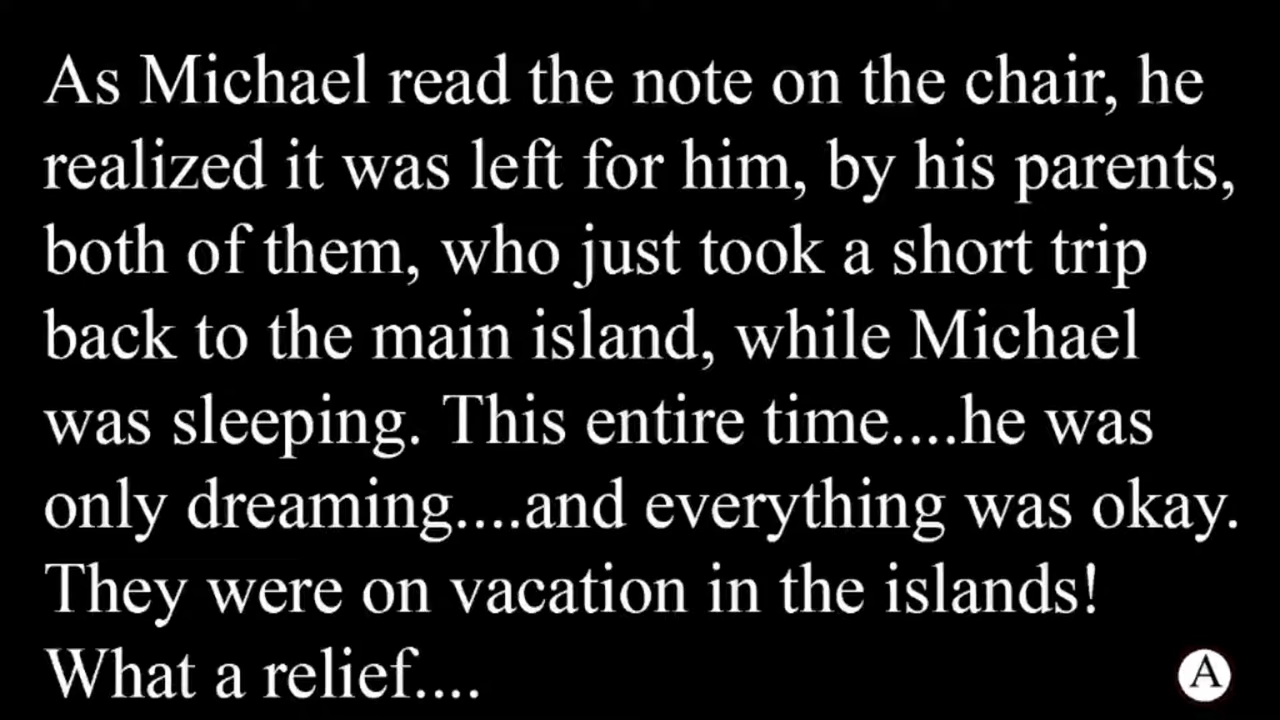 As Michael read the note on the chair, he
realized it was left for him, by his parents,
both of them, who just took a short trip
back to the main island, while Michael
was sleeping. This entire time....he was
only dreaming....and everything was okay.
They were on vacation in the islands!
What a relief....
A